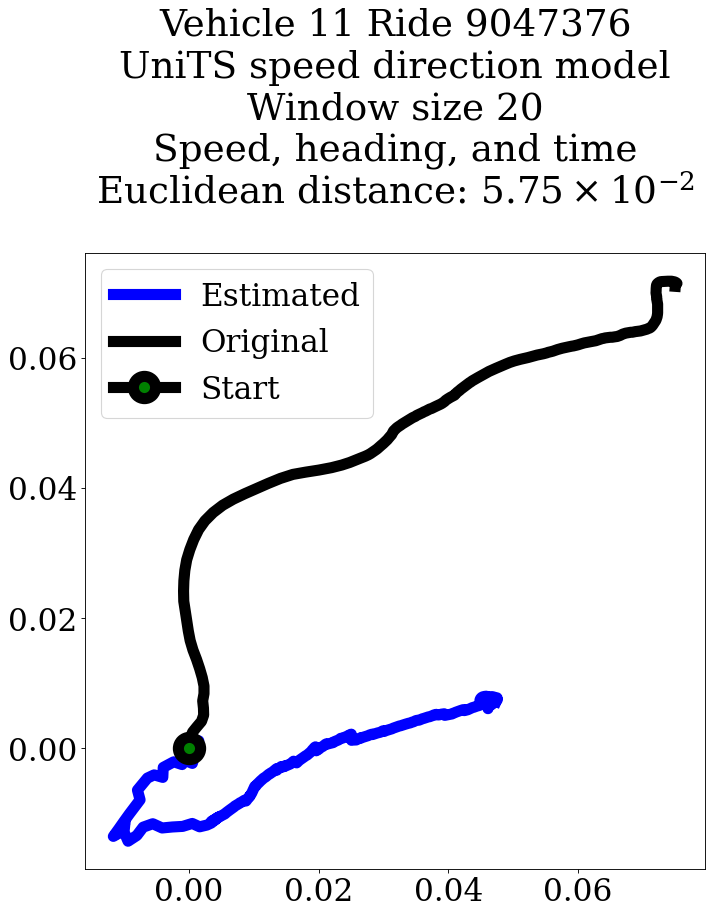 Vehicle 11 Ride 9047376
UniTS speed direction model
Window size 20
Speed, heading, and time
Euclidean distance: 5.75 × 10⁻²
Estimated
Original
Start
0.06
0.04
0.02
0.00
0.00 0.02 0.04 0.06